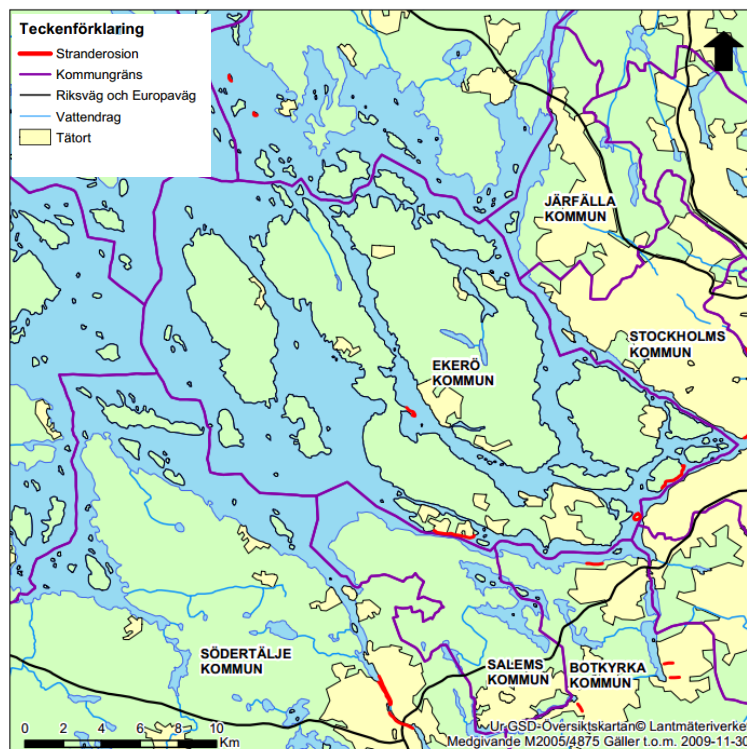 Teckenförklaring
Stranderosion
Kommungräns
Riksväg och Europaväg
Vattendrag
Tätort
JÄRFÄLLA
KOMMUN
STOCKHOLMS
KOMMUN
EKERÖ
KOMMUN
SÖDERTÄLJE
KOMMUN
SALEMS
KOMMUN
BOTKYRKA
KOMMUN
0 2 4 6 8 10
Km
Ur GSD-Översiktskartan© Lantmäteriverke
Medgivande M2005/4875 Gäller t.o.m. 2009-11-30